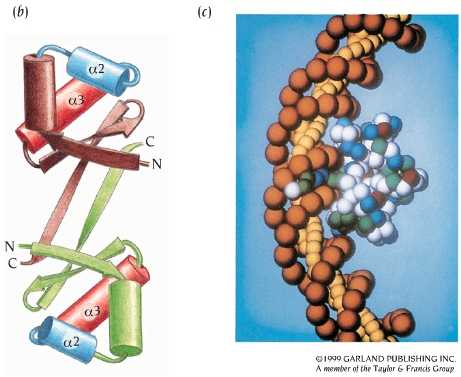 (b)
(c)
α2
α3
C
N
N
C
α3
α2
©1999 GARLAND PUBLISHING INC.
A member of the Taylor & Francis Group